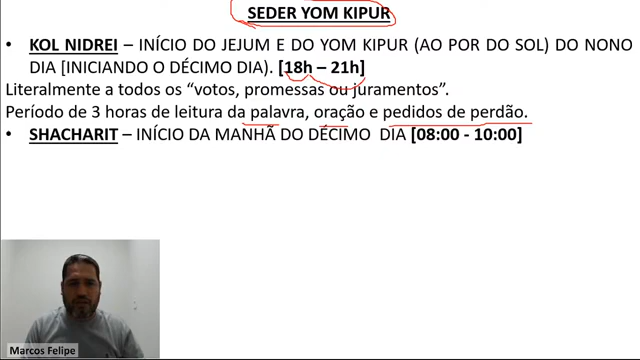 SEDER YOM KIPUR
• KOL NIDREI – INÍCIO DO JEJUM E DO YOM KIPUR (AO POR DO SOL) DO NONO
DIA [INICIANDO O DÉCIMO DIA). [18h – 21h]
Literalmente a todos os “votos, promessas ou juramentos”.
Período de 3 horas de leitura da palavra, oração e pedidos de perdão.
• SHACHARIT – INÍCIO DA MANHÃ DO DÉCIMO DIA [08:00 - 10:00]
Marcos Felipe